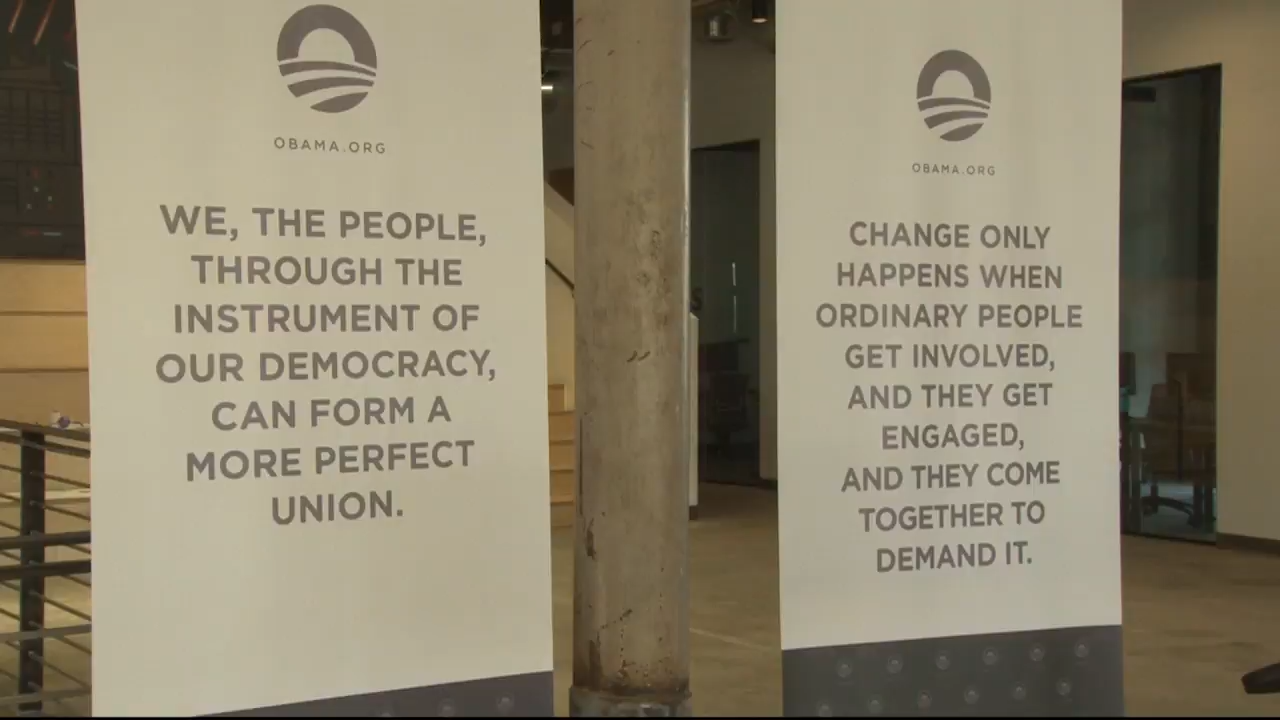 OBAMA.ORG
WE, THE PEOPLE,
THROUGH THE
INSTRUMENT OF
OUR DEMOCRACY,
CAN FORM A
MORE PERFECT
UNION.
OBAMA.ORG
CHANGE ONLY
HAPPENS WHEN
ORDINARY PEOPLE
GET INVOLVED,
AND THEY GET
ENGAGED,
AND THEY COME
TOGETHER TO
DEMAND IT.